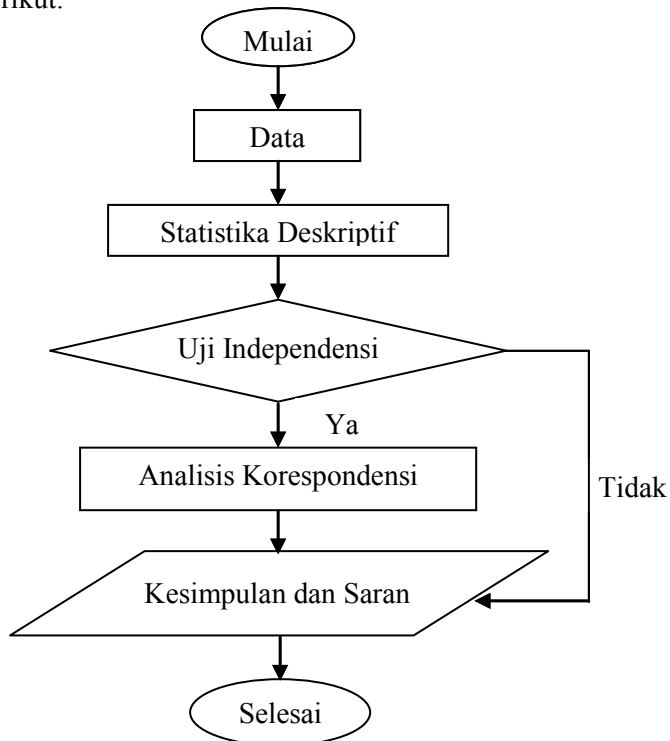 rikut:
Mulai
Data
Statistika Deskriptif
Uji Independensi
Ya
Analisis Korespondensi
Tidak
Kesimpulan dan Saran
Selesai